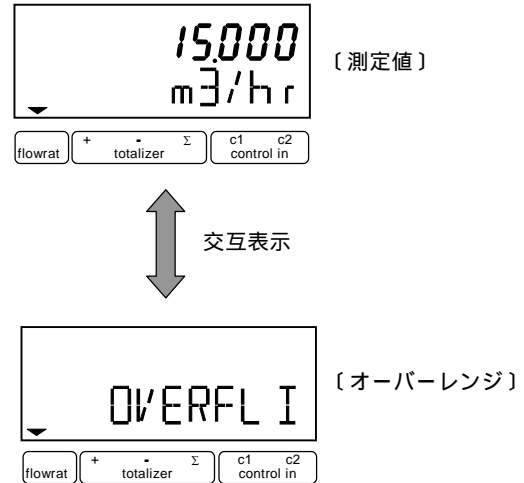 15.000
m3/hr
〔測定値〕
flowrat + - Σ totalizer c1 c2 control in
交互表示
OVERFL I
〔オーバーレンジ〕
flowrat + - Σ totalizer c1 c2 control in